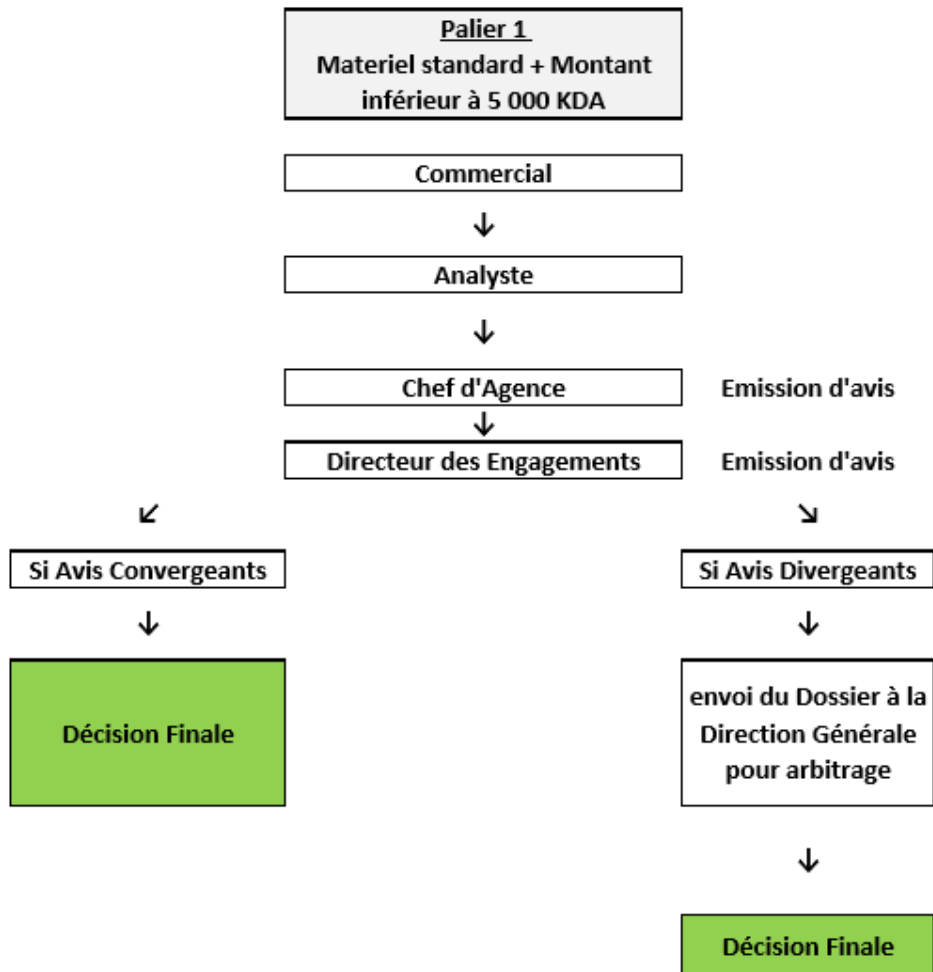 Palier 1
Materiel standard + Montant
inférieur à 5 000 KDA
Commercial
Analyste
Chef d'Agence
Emission d'avis
Directeur des Engagements
Emission d'avis
Si Avis Convergeants
Si Avis Divergeants
Décision Finale
envoi du Dossier à la
Direction Générale
pour arbitrage
Décision Finale